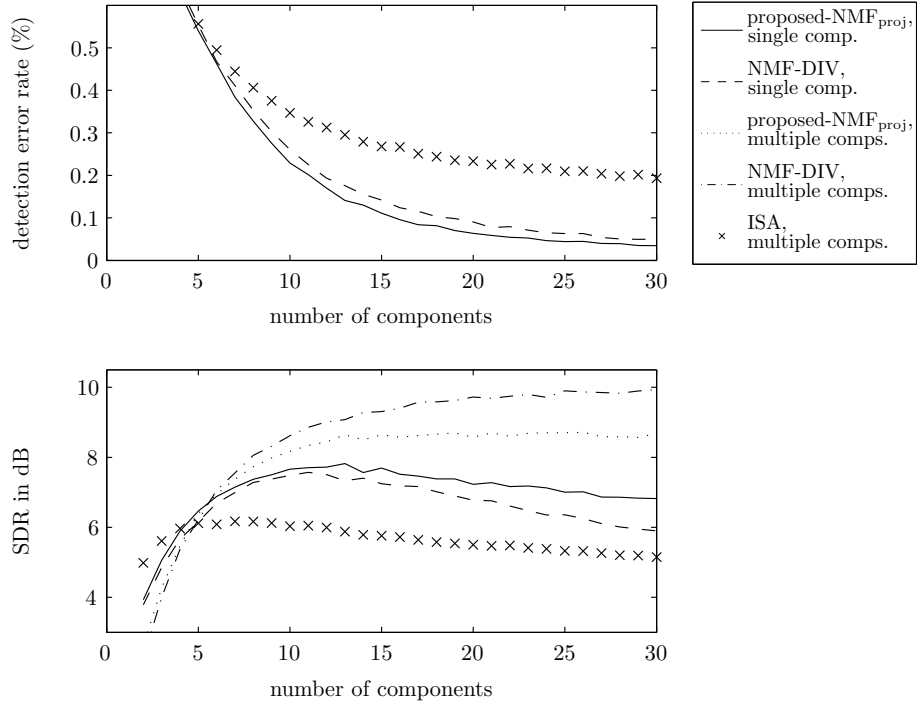 detection error rate (%)
0.5
0.4
0.3
0.2
0.1
0
0 5 10 15 20 25 30
number of components
proposed-NMFproj,
single comp.
NMF-DIV,
single comp.
proposed-NMFproj,
multiple comps.
NMF-DIV,
multiple comps.
ISA,
multiple comps.
SDR in dB
10
8
6
4
0 5 10 15 20 25 30
number of components